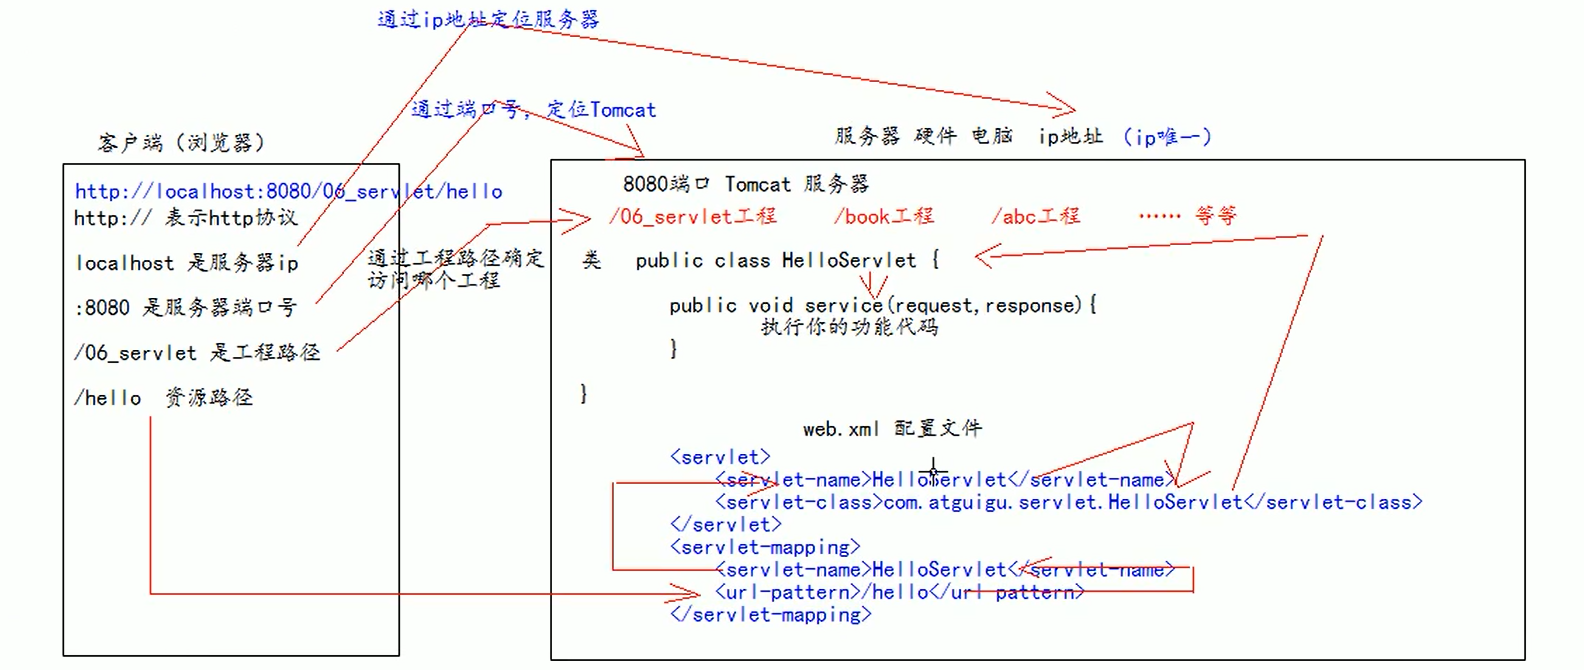 通过ip地址定位服务器
通过端口号，定位Tomcat
客户端（浏览器）
服务器 硬件 电脑 ip地址（ip唯一）
http://localhost:8080/06_servlet/hello
http:// 表示http协议
localhost 是服务器ip
:8080 是服务器端口号
/06_servlet 是工程路径
/hello 资源路径
通过工程路径确定
访问哪个工程
8080端口 Tomcat 服务器
/06_servlet工程 /book工程 /abc工程 …… 等等
类 public class HelloServlet {
public void service(request,response){
执行你的功能代码
}
}
web.xml 配置文件
<servlet>
<servlet-name>HelloServlet</servlet-name>
<servlet-class>com.atguigu.servlet.HelloServlet</servlet-class>
</servlet>
<servlet-mapping>
<servlet-name>HelloServlet</servlet-name>
<url-pattern>/hello</url-pattern>
</servlet-mapping>